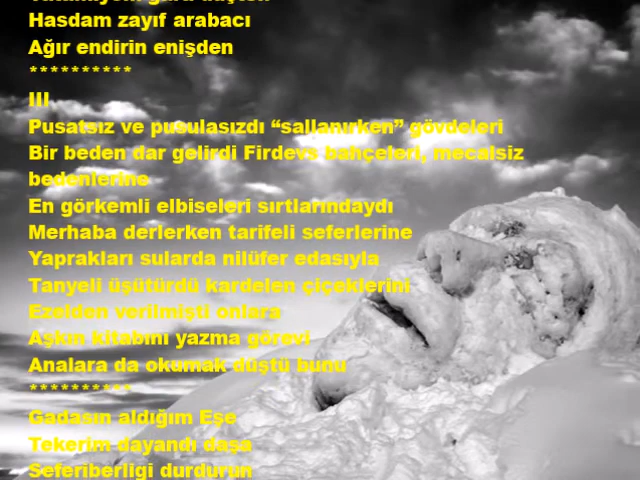 Hasdam zayıf arabacı
Ağır endirin enişden
**********
III
Pusatsız ve pusulasızdı “sallanırken” gövdeleri
Bir beden dar gelirdi Firdevs bahçeleri, mecalsiz
bedenlerine
En görkemli elbiseleri sırtlarındaydı
Merhaba derlerken tarifeli seferlerine
Yaprakları sularda nilüfer edasıyla
Tanyeli üşütürdü kardelen çiçeklerini
Ezelden verilmişti onlara
Aşkın kitabını yazma görevi
Analara da okumak düştü bunu
**********
Gadasın aldığım Eşe
Tekerim dayandı daşa
Seferiberligi durdurun